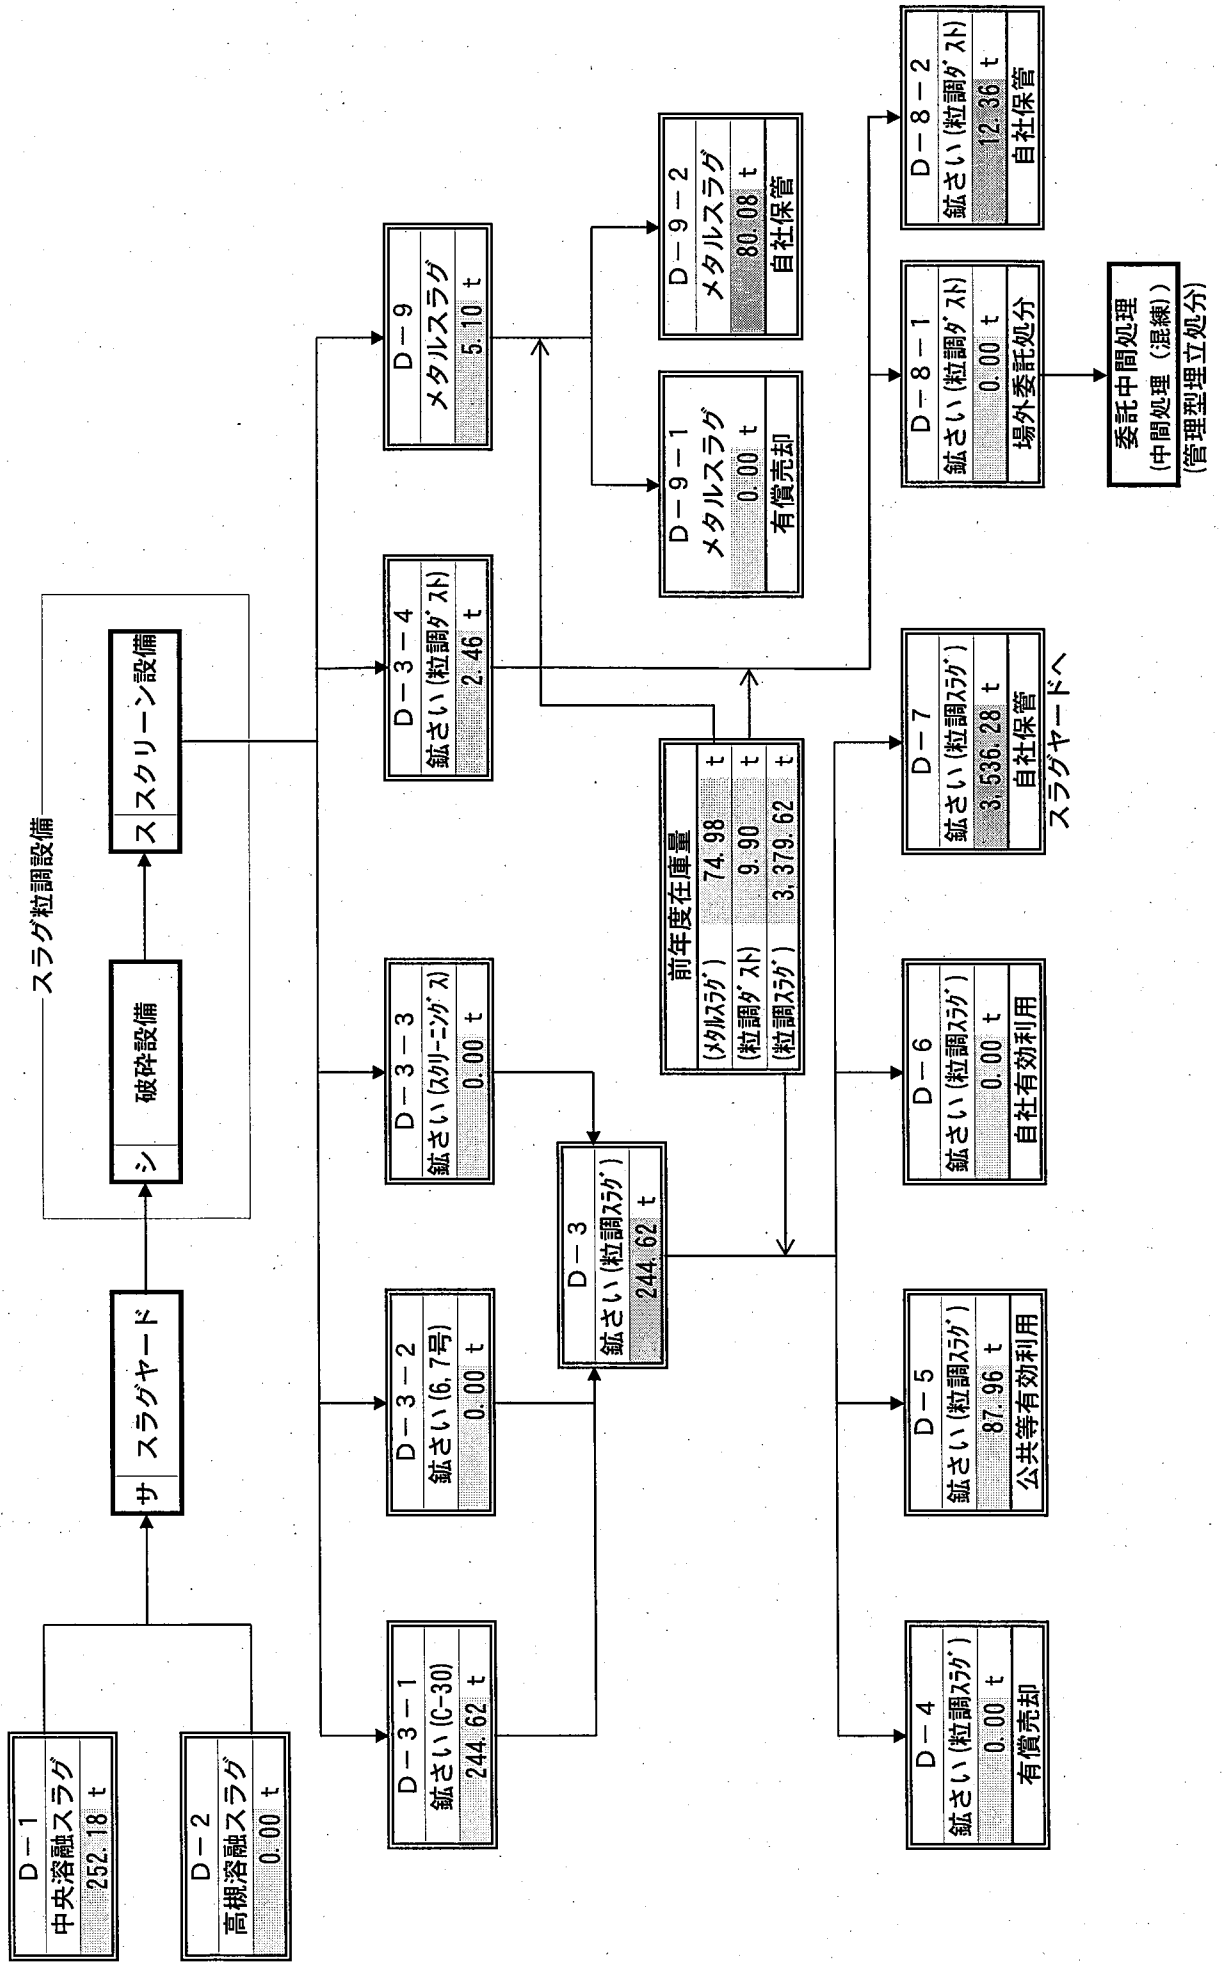 D－1
中央溶融スラグ
252.18 t
D－2
高槻溶融スラグ
0.00 t
サ スラグヤード
スラグ粒調設備
シ 破砕設備
ス スクリーン設備
D－3－1
鉱さい(C-30)
244.62 t
D－3－2
鉱さい(6,7号)
0.00 t
D－3－3
鉱さい(スクリーニングス)
0.00 t
D－3－4
鉱さい(粒調ダスト)
2.46 t
D－9
メタルスラグ
5.10 t
D－3
鉱さい(粒調スラグ)
244.62 t
前年度在庫量
(メタルスラグ) 74.98 t
(粒調ダスト) 9.90 t
(粒調スラグ) 3,379.62 t
D－9－1
メタルスラグ
0.00 t
有償売却
D－9－2
メタルスラグ
80.08 t
自社保管
D－4
鉱さい(粒調スラグ)
0.00 t
有償売却
D－5
鉱さい(粒調スラグ)
87.96 t
公共等有効利用
D－6
鉱さい(粒調スラグ)
0.00 t
自社有効利用
D－7
鉱さい(粒調スラグ)
3,536.28 t
自社保管
スラグヤードへ
D－8－1
鉱さい(粒調ダスト)
0.00 t
場外委託処分
D－8－2
鉱さい(粒調ダスト)
12.36 t
自社保管
委託中間処理
(中間処理（混練）)
(管理型埋立処分)